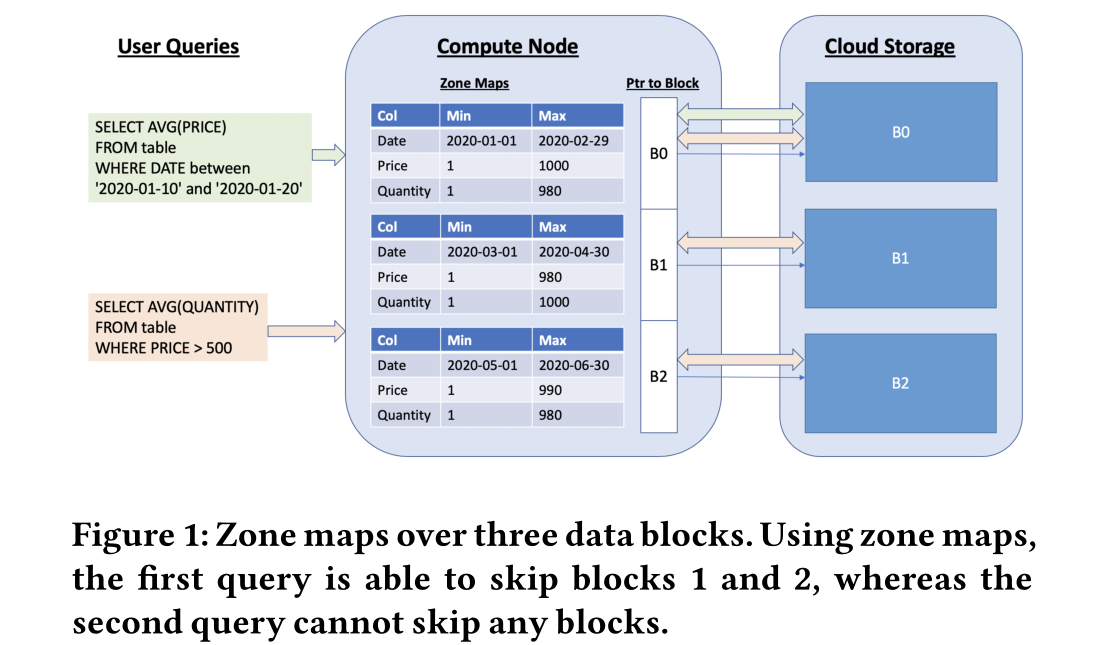 User Queries
Compute Node
Cloud Storage
Zone Maps
Ptr to Block
SELECT AVG(PRICE)
FROM table
WHERE DATE between
'2020-01-10' and '2020-01-20'
SELECT AVG(QUANTITY)
FROM table
WHERE PRICE > 500
Col Min Max
Date 2020-01-01 2020-02-29
Price 1 1000
Quantity 1 980
Col Min Max
Date 2020-03-01 2020-04-30
Price 1 980
Quantity 1 1000
Col Min Max
Date 2020-05-01 2020-06-30
Price 1 990
Quantity 1 980
B0
B1
B2
B0
B1
B2
Figure 1: Zone maps over three data blocks. Using zone maps,
the first query is able to skip blocks 1 and 2, whereas the
second query cannot skip any blocks.